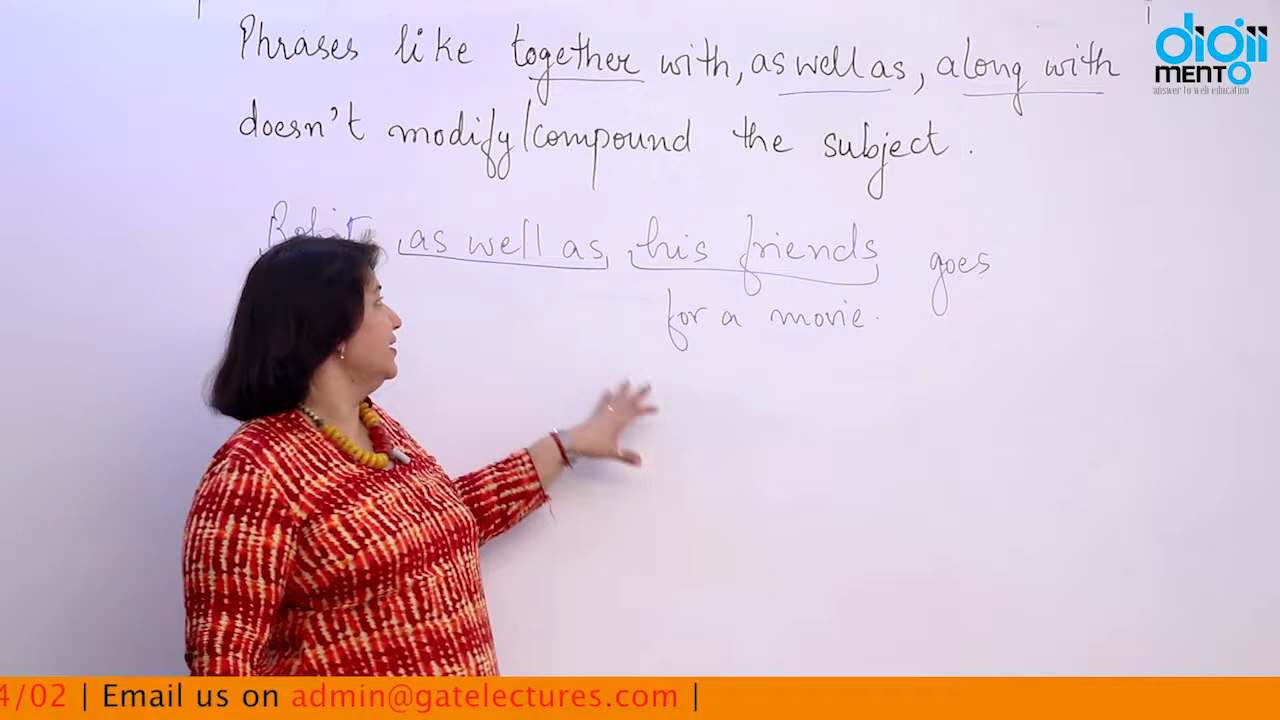 Phrases like together with, as well as, along with
doesn't modify/compound the subject.
as well as, his friends goes
for a movie.
digii
MENTO
answer to web education
4/02 | Email us on admin@gatelectures.com |